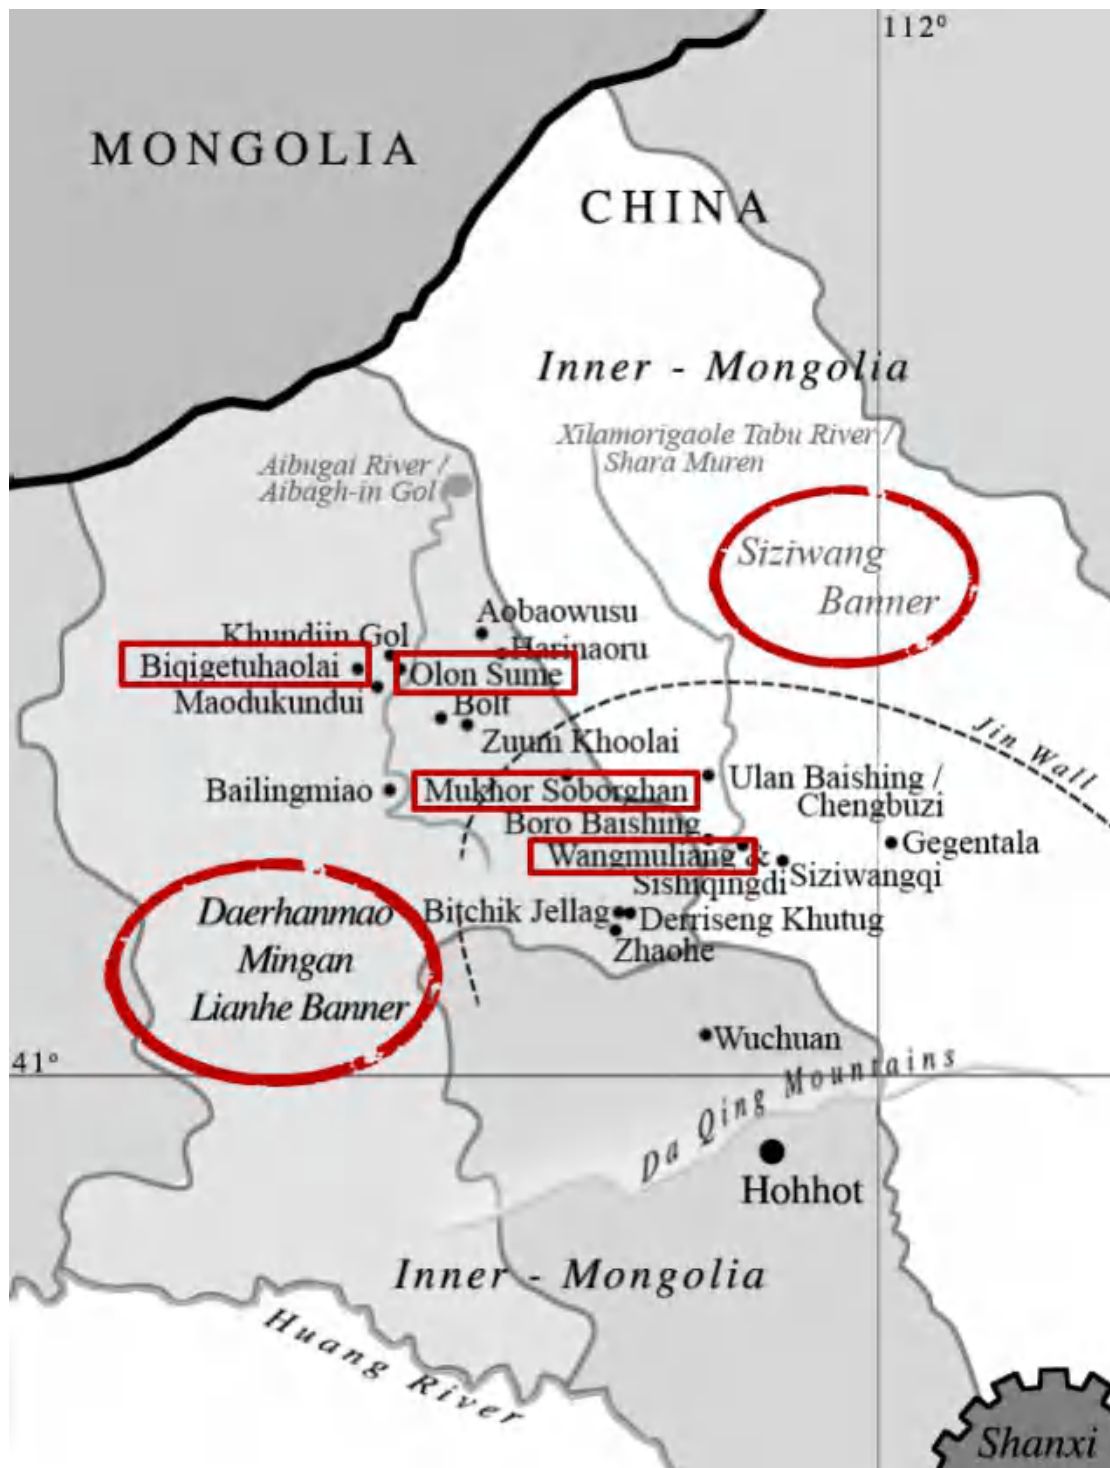 112°
MONGOLIA
CHINA
Inner - Mongolia
Xilamorigaole Tabu River /
Shara Muren
Aibugai River /
Aibagh-in Gol
Siziwang
Banner
Aobaowusu
Khundiin Gol
Harinaoru
Biqigetuhaolai
Olon Sume
Maodukundui
Bolt
Zuum Khoolai
Jin Wall
Bailingmiao
Mukhor Soborghan
Ulan Baishing /
Chengbuzi
Boro Baishing
Gegentala
Wangmuliang &
Sishiqingdi
Siziwangqi
Daerhanmao
Mingan
Lianhe Banner
Bitchik Jellag
Derriseng Khutug
Zhaohe
Wuchuan
41°
Da Qing Mountains
Hohhot
Inner - Mongolia
Huang River
Shanxi